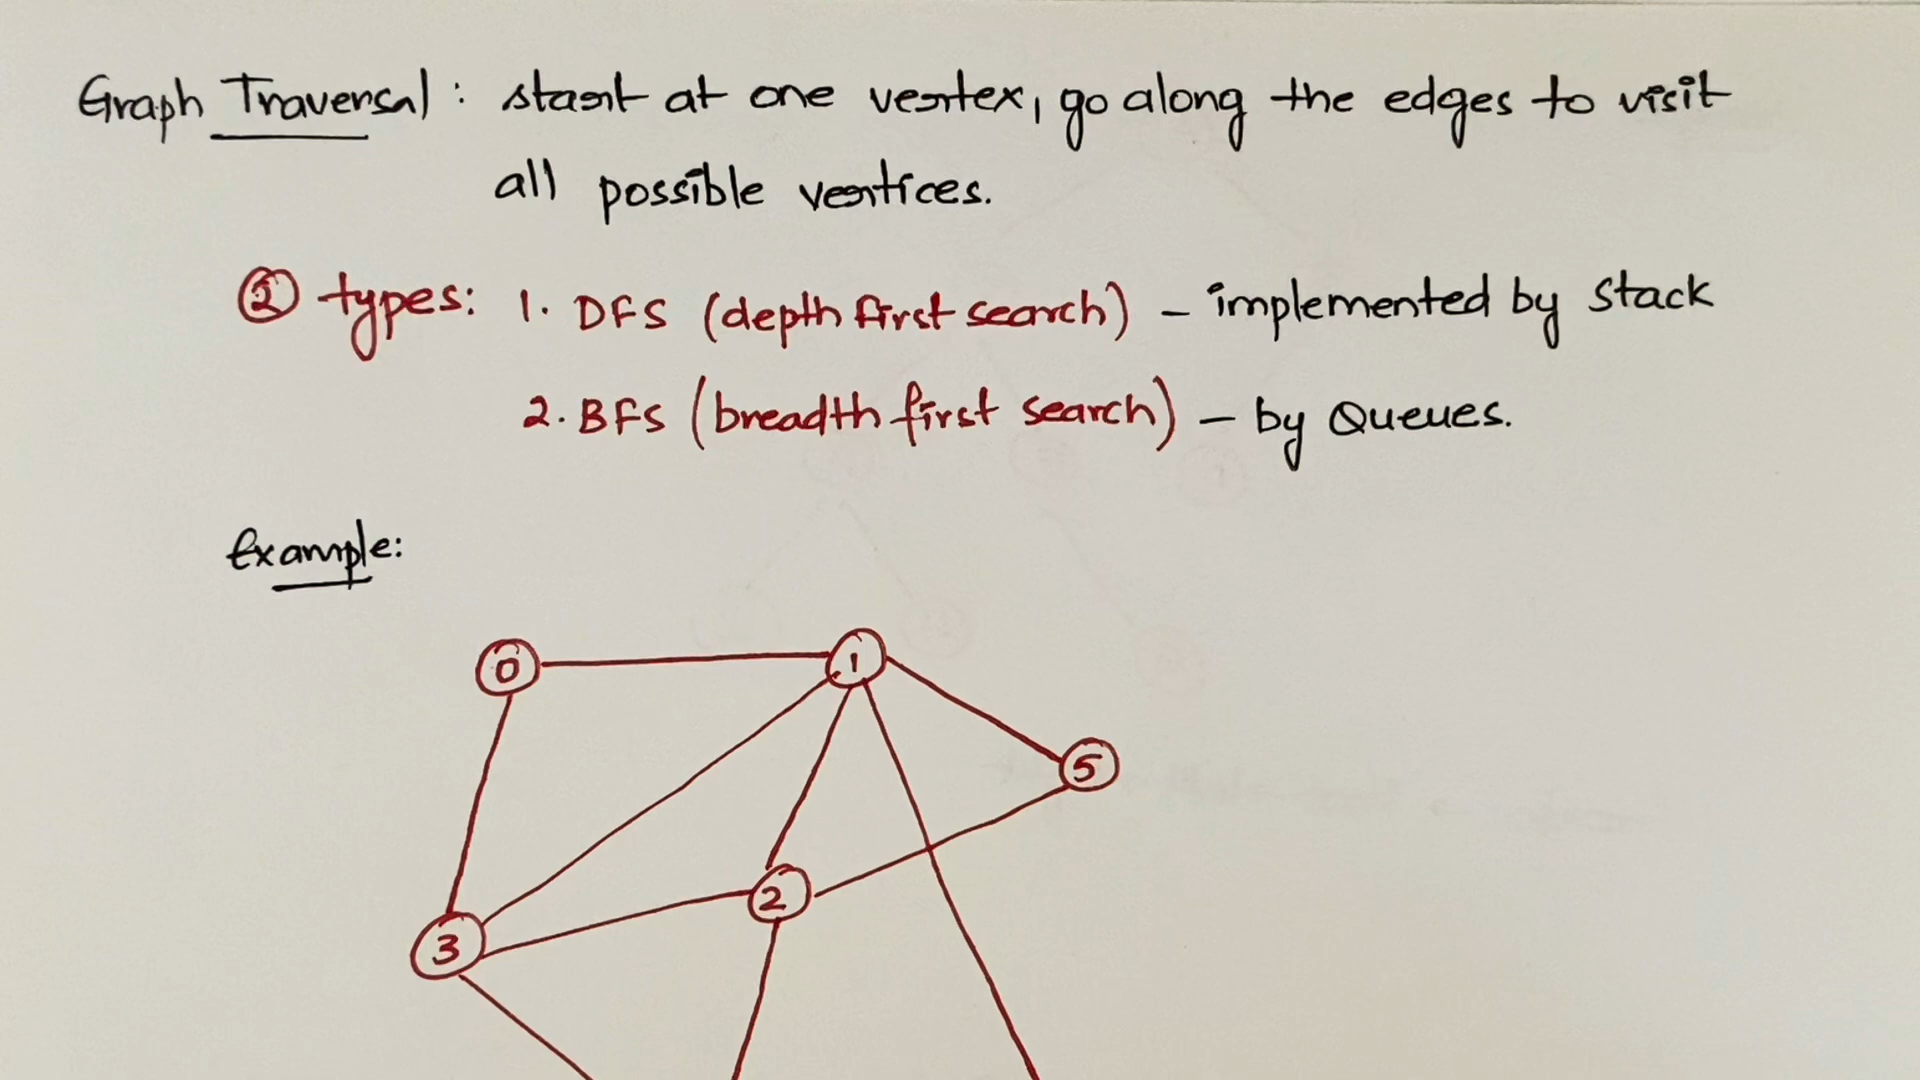 Graph Traversal : start at one vertex, go along the edges to visit
all possible vertices.
② types: 1. DFS (depth first search) – implemented by Stack
2. BFS (breadth first search) – by Queues.
Example:
0
1
5
2
3